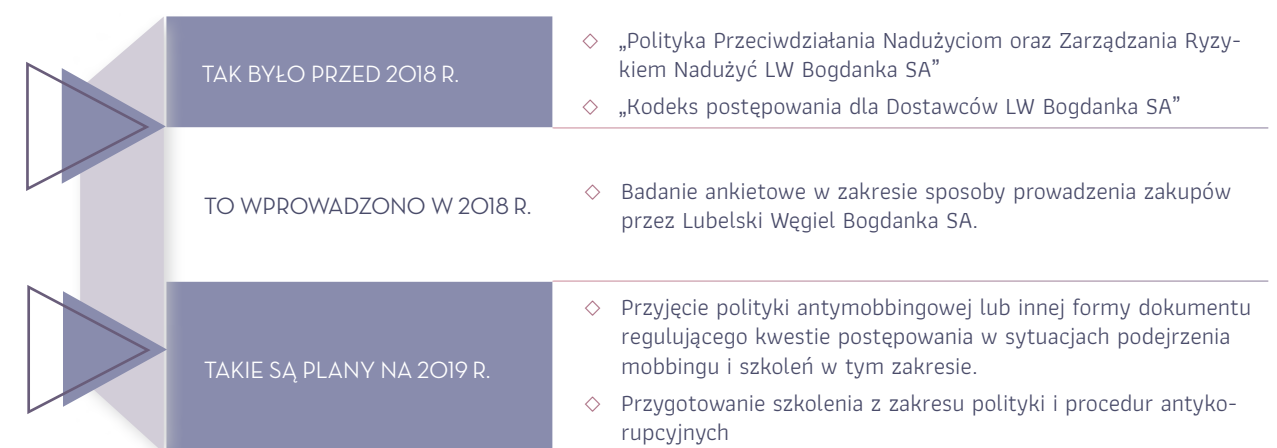 TAK BYŁO PRZED 2018 R.
◇ „Polityka Przeciwdziałania Nadużyciom oraz Zarządzania Ryzy-
kiem Nadużyć LW Bogdanka SA”
◇ „Kodeks postępowania dla Dostawców LW Bogdanka SA”
TO WPROWADZONO W 2018 R.
◇ Badanie ankietowe w zakresie sposoby prowadzenia zakupów
przez Lubelski Węgiel Bogdanka SA.
TAKIE SĄ PLANY NA 2019 R.
◇ Przyjęcie polityki antymobbingowej lub innej formy dokumentu
regulującego kwestie postępowania w sytuacjach podejrzenia
mobbingu i szkoleń w tym zakresie.
◇ Przygotowanie szkolenia z zakresu polityki i procedur antyko-
rupcyjnych